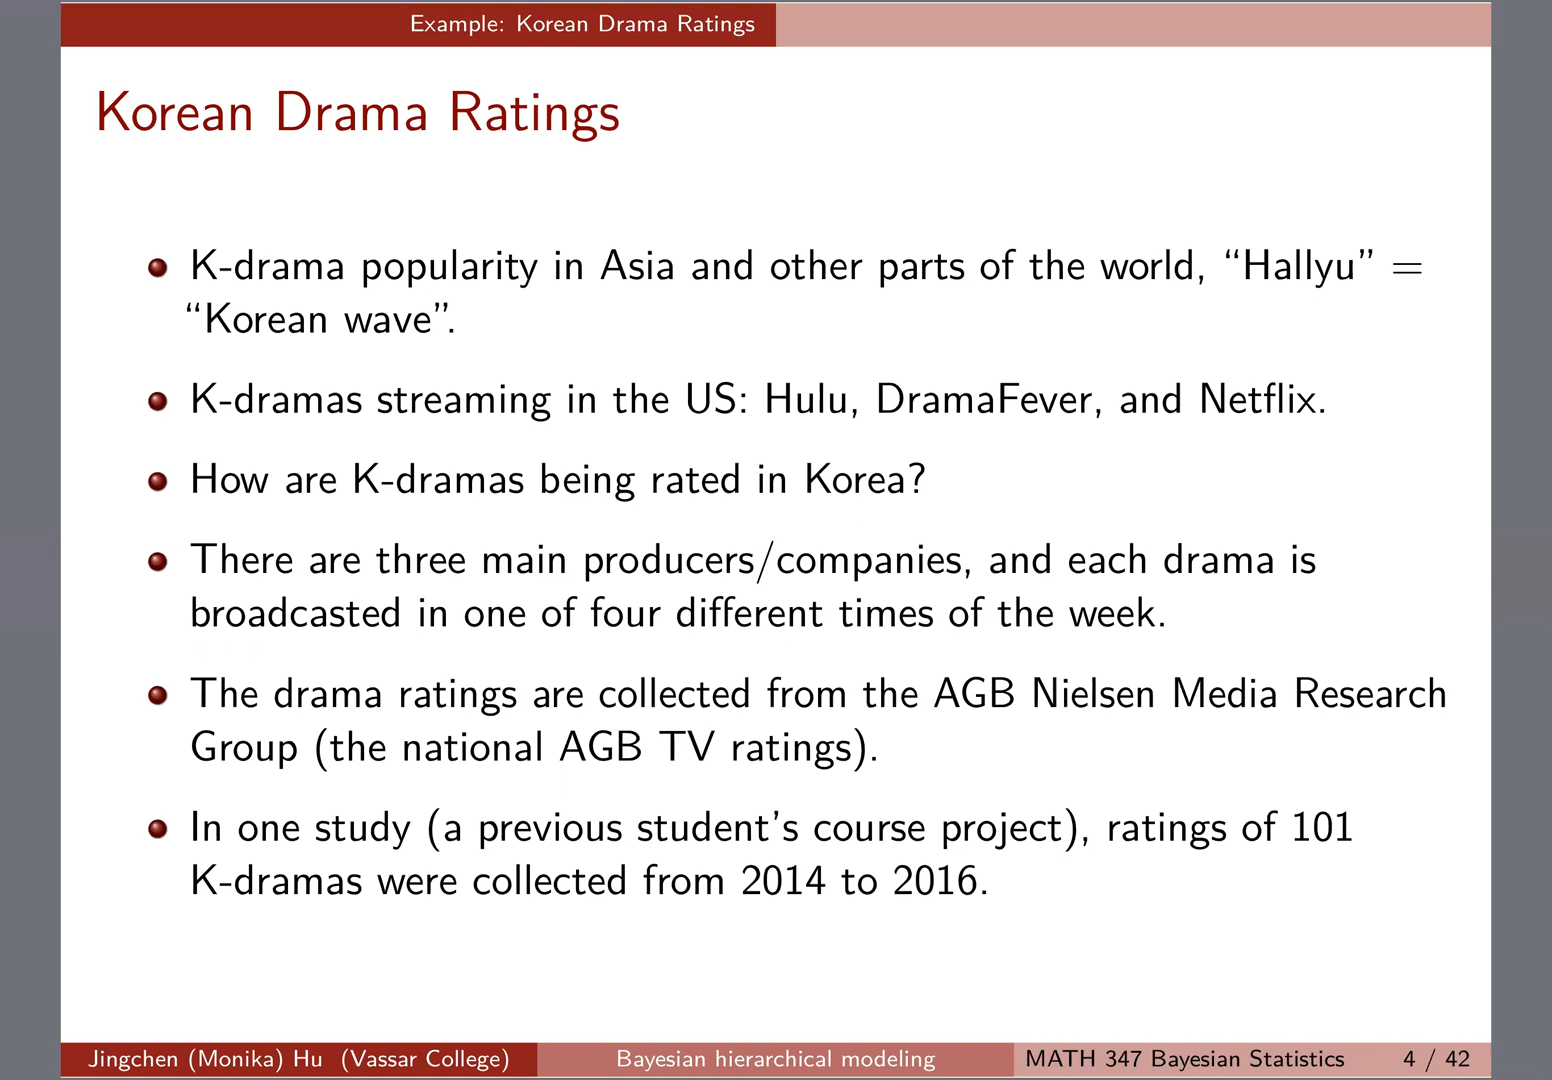 Example: Korean Drama Ratings
Korean Drama Ratings
K-drama popularity in Asia and other parts of the world, “Hallyu” =
“Korean wave”.
K-dramas streaming in the US: Hulu, DramaFever, and Netflix.
How are K-dramas being rated in Korea?
There are three main producers/companies, and each drama is
broadcasted in one of four different times of the week.
The drama ratings are collected from the AGB Nielsen Media Research
Group (the national AGB TV ratings).
In one study (a previous student’s course project), ratings of 101
K-dramas were collected from 2014 to 2016.
Jingchen (Monika) Hu (Vassar College) Bayesian hierarchical modeling MATH 347 Bayesian Statistics 4 / 42